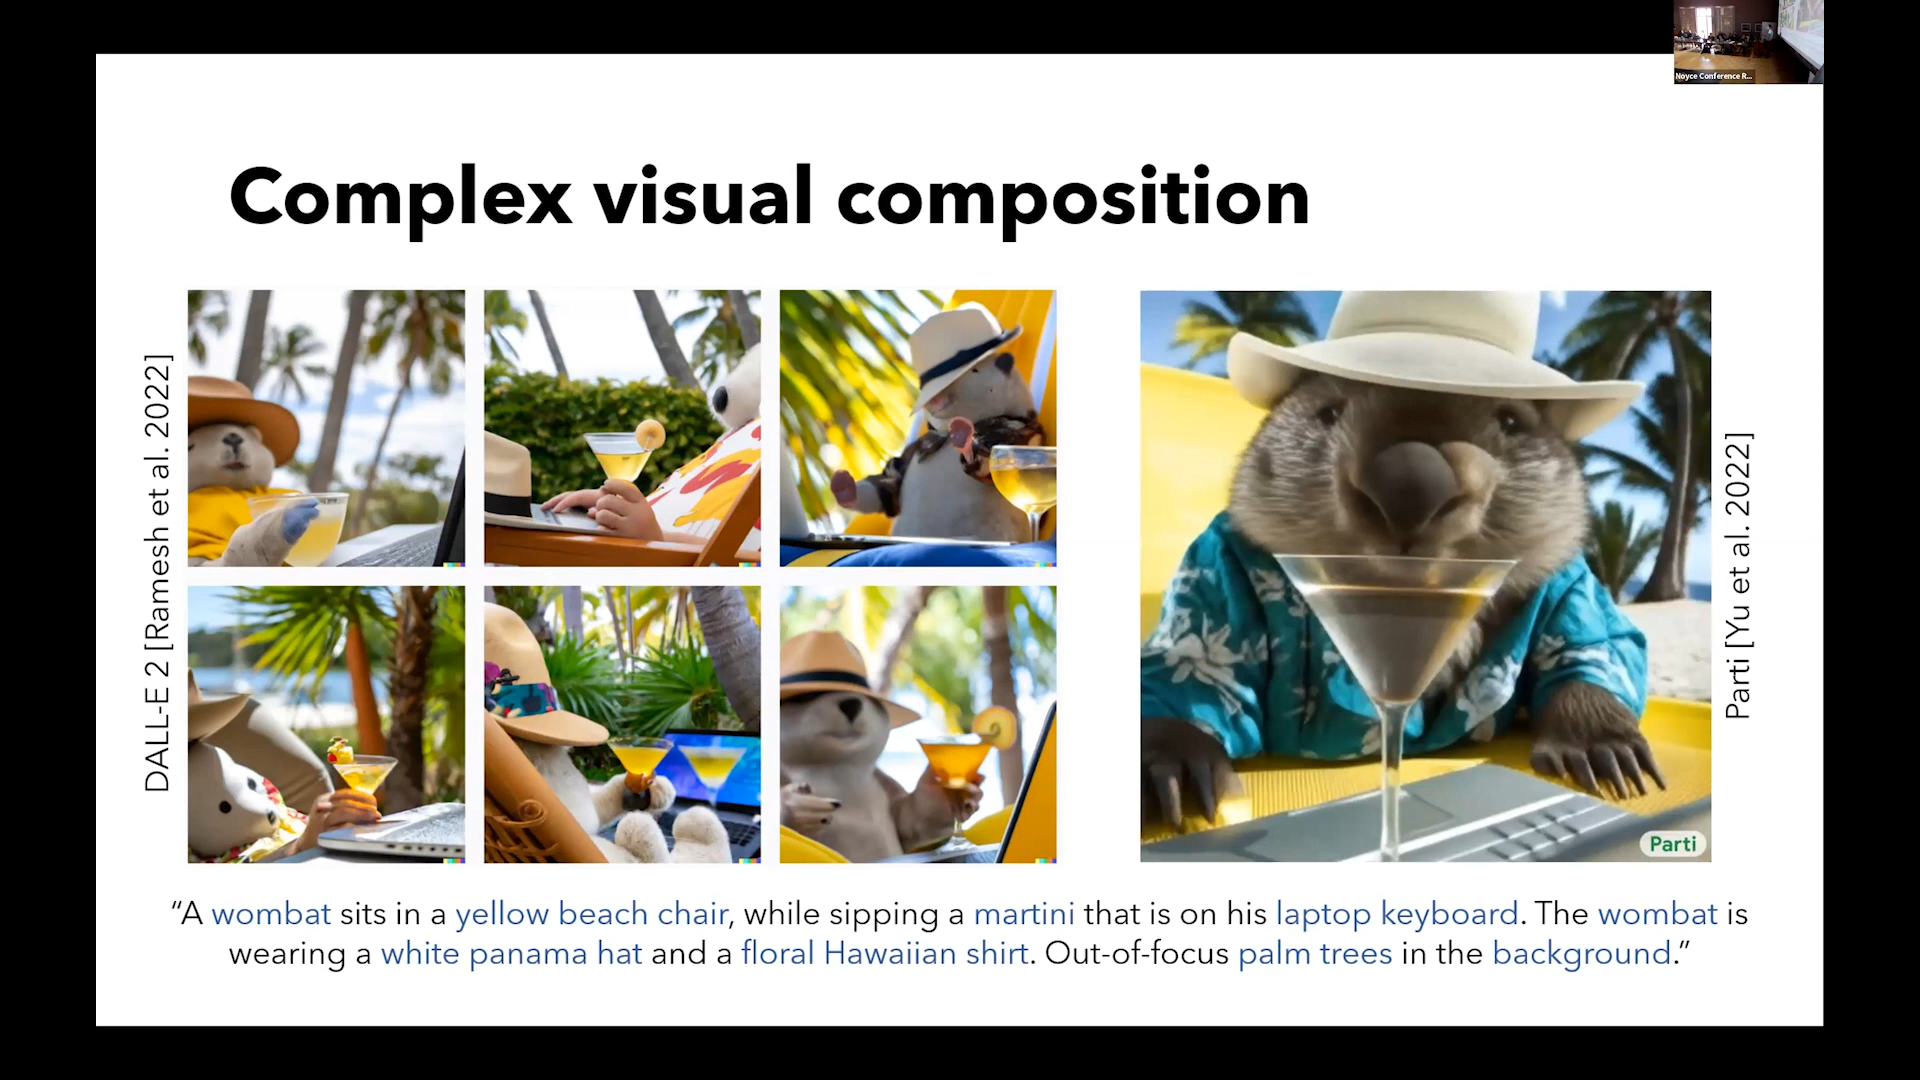 Noyce Conference R...
Complex visual composition
DALL-E 2 [Ramesh et al. 2022]
Parti [Yu et al. 2022]
Parti
“A wombat sits in a yellow beach chair, while sipping a martini that is on his laptop keyboard. The wombat is
wearing a white panama hat and a floral Hawaiian shirt. Out-of-focus palm trees in the background.”